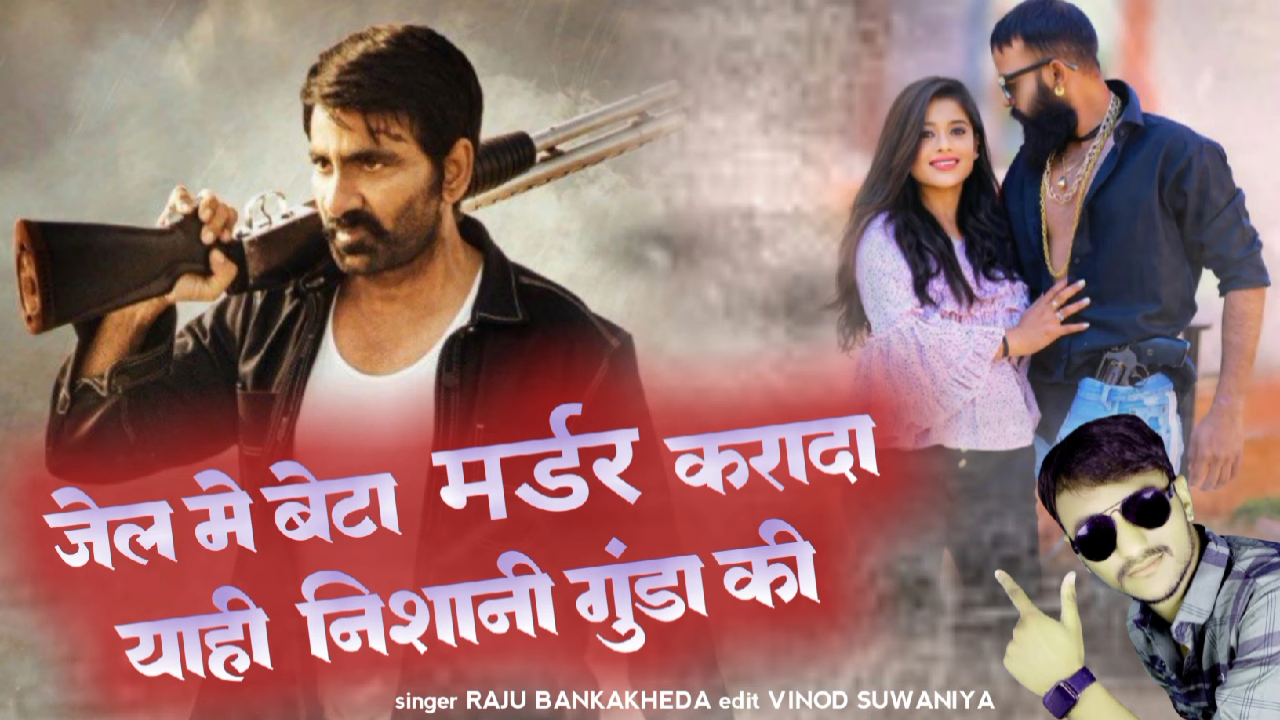 जेल मे बेटा मर्डर करादा
याही निशानी गुंडा की
singer RAJU BANKAKHEDA edit VINOD SUWANIYA